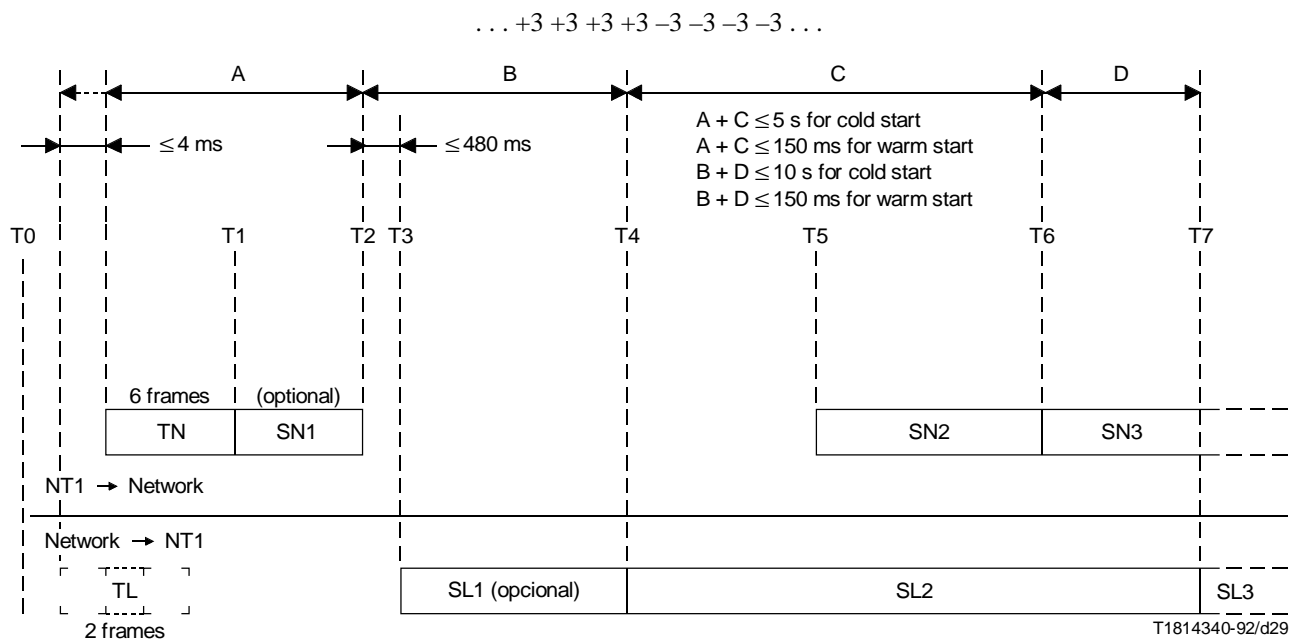 . . . +3 +3 +3 +3 –3 –3 –3 –3 . . .
A B C D
≤ 4 ms ≤ 480 ms
A + C ≤ 5 s for cold start
A + C ≤ 150 ms for warm start
B + D ≤ 10 s for cold start
B + D ≤ 150 ms for warm start
T0 T1 T2 T3 T4 T5 T6 T7
6 frames (optional)
TN SN1 SN2 SN3
NT1 → Network
Network → NT1
TL SL1 (opcional) SL2 SL3
2 frames
T1814340-92/d29